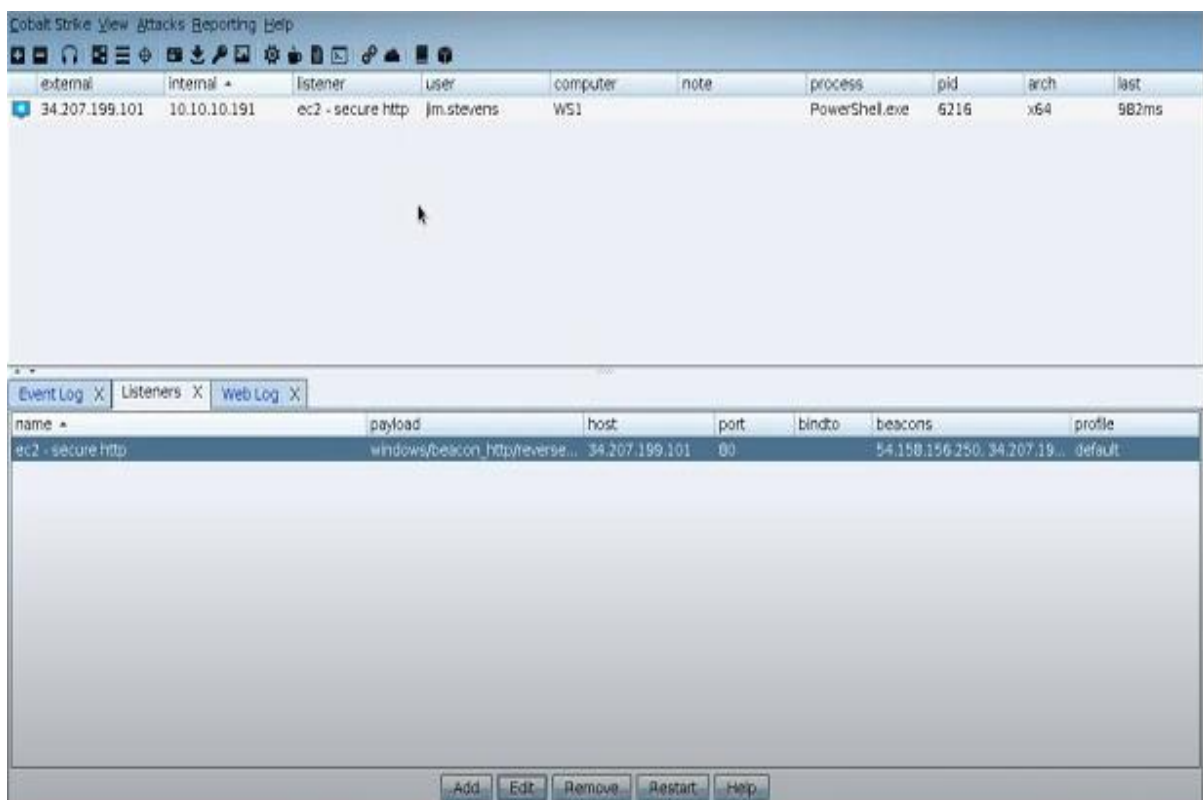 Cobalt Strike View Attacks Reporting Help
external internal listener user computer note process pid arch last
34.207.199.101 10.10.10.191 ec2 - secure http jim.stevens WS1 PowerShell.exe 6216 x64 982ms
Event Log X Listeners X Web Log X
name payload host port bindto beacons profile
ec2 - secure http windows/beacon_http/reverse... 34.207.199.101 80 54.158.156.250, 34.207.19... default
Add Edit Remove Restart Help